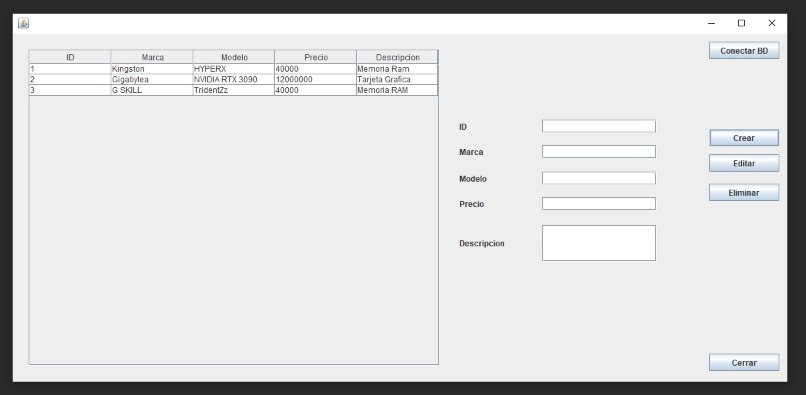 Conectar BD
ID Marca Modelo Precio Descripcion
1 Kingston HYPERX 40000 Memoria Ram
2 Gigabytea NVIDIA RTX 3090 12000000 Tarjeta Grafica
3 G SKILL TridentZz 40000 Memoria RAM
ID
Crear
Marca
Editar
Modelo
Eliminar
Precio
Descripcion
Cerrar